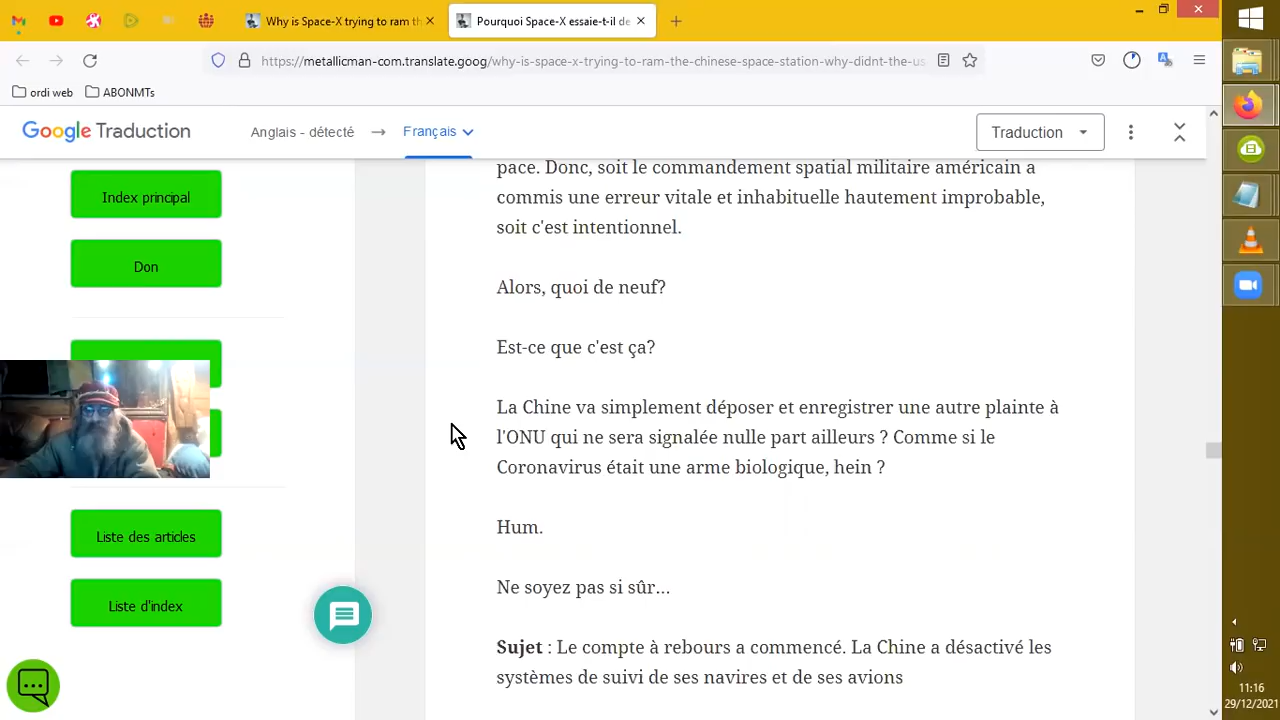 Why is Space-X trying to ram th
Pourquoi Space-X essaie-t-il de
https://metallicman-com.translate.goog/why-is-space-x-trying-to-ram-the-chinese-space-station-why-didnt-the-us
ordi web
ABONMTs
Google Traduction
Anglais - détecté
Français
Traduction
Index principal
Don
Liste des articles
Liste d'index
pace. Donc, soit le commandement spatial militaire américain a
commis une erreur vitale et inhabituelle hautement improbable,
soit c'est intentionnel.
Alors, quoi de neuf?
Est-ce que c'est ça?
La Chine va simplement déposer et enregistrer une autre plainte à
l'ONU qui ne sera signalée nulle part ailleurs ? Comme si le
Coronavirus était une arme biologique, hein ?
Hum.
Ne soyez pas si sûr…
Sujet : Le compte à rebours a commencé. La Chine a désactivé les
systèmes de suivi de ses navires et de ses avions
11:16
29/12/2021